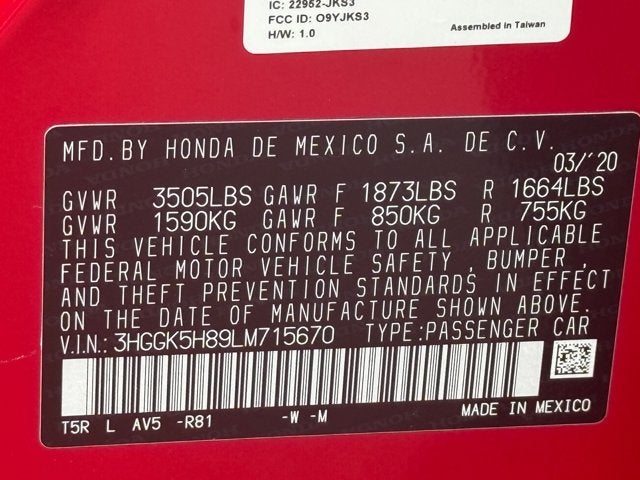 IC: 22952-JKS3
FCC ID: O9YJKS3
H/W: 1.0
Assembled in Taiwan
MFD. BY HONDA DE MEXICO S.A. DE C.V.
03/'20
GVWR 3505LBS GAWR F 1873LBS R 1664LBS
GVWR 1590KG GAWR F 850KG R 755KG
THIS VEHICLE CONFORMS TO ALL APPLICABLE
FEDERAL MOTOR VEHICLE SAFETY, BUMPER,
AND THEFT PREVENTION STANDARDS IN EFFECT
ON THE DATE OF MANUFACTURE SHOWN ABOVE.
V.I.N.: 3HGGK5H89LM715670 TYPE:PASSENGER CAR
T5R L AV5 -R81 -W -M MADE IN MEXICO